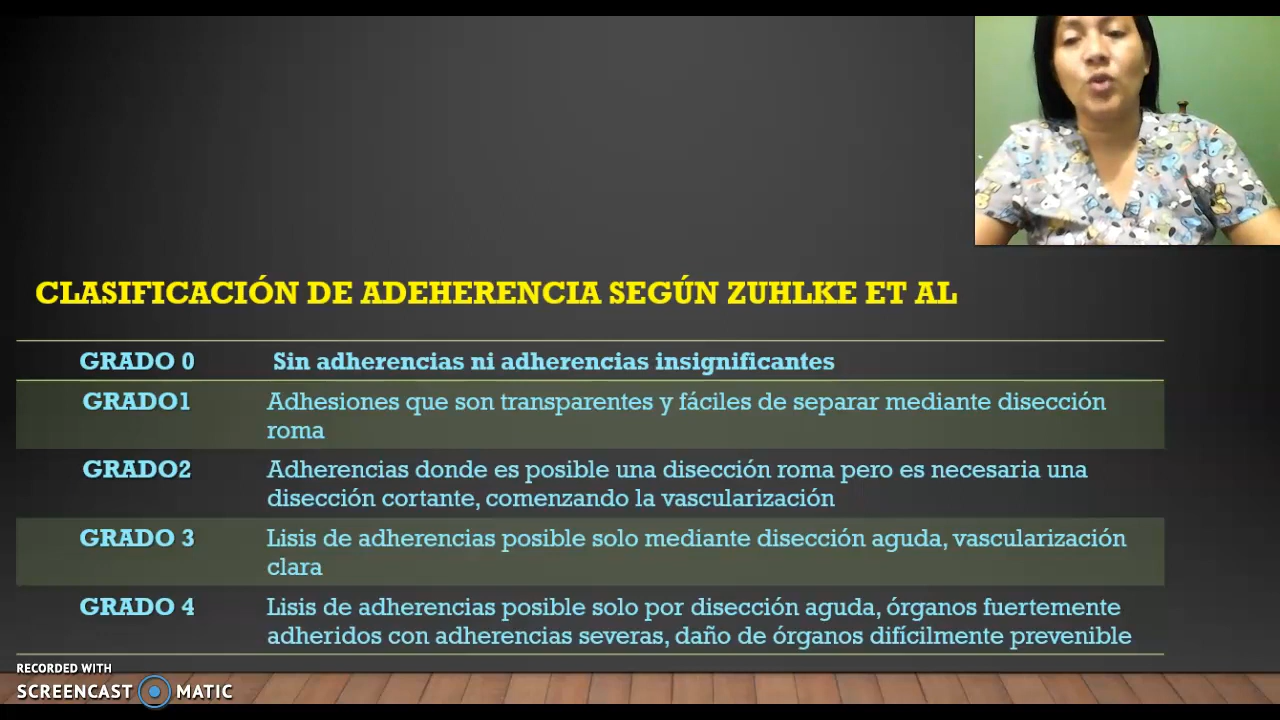 CLASIFICACIÓN DE ADEHERENCIA SEGÚN ZUHLKE ET AL
GRADO 0 Sin adherencias ni adherencias insignificantes
GRADO1 Adhesiones que son transparentes y fáciles de separar mediante disección
roma
GRADO2 Adherencias donde es posible una disección roma pero es necesaria una
disección cortante, comenzando la vascularización
GRADO 3 Lisis de adherencias posible solo mediante disección aguda, vascularización
clara
GRADO 4 Lisis de adherencias posible solo por disección aguda, órganos fuertemente
adheridos con adherencias severas, daño de órganos difícilmente prevenible
RECORDED WITH
SCREENCAST MATIC